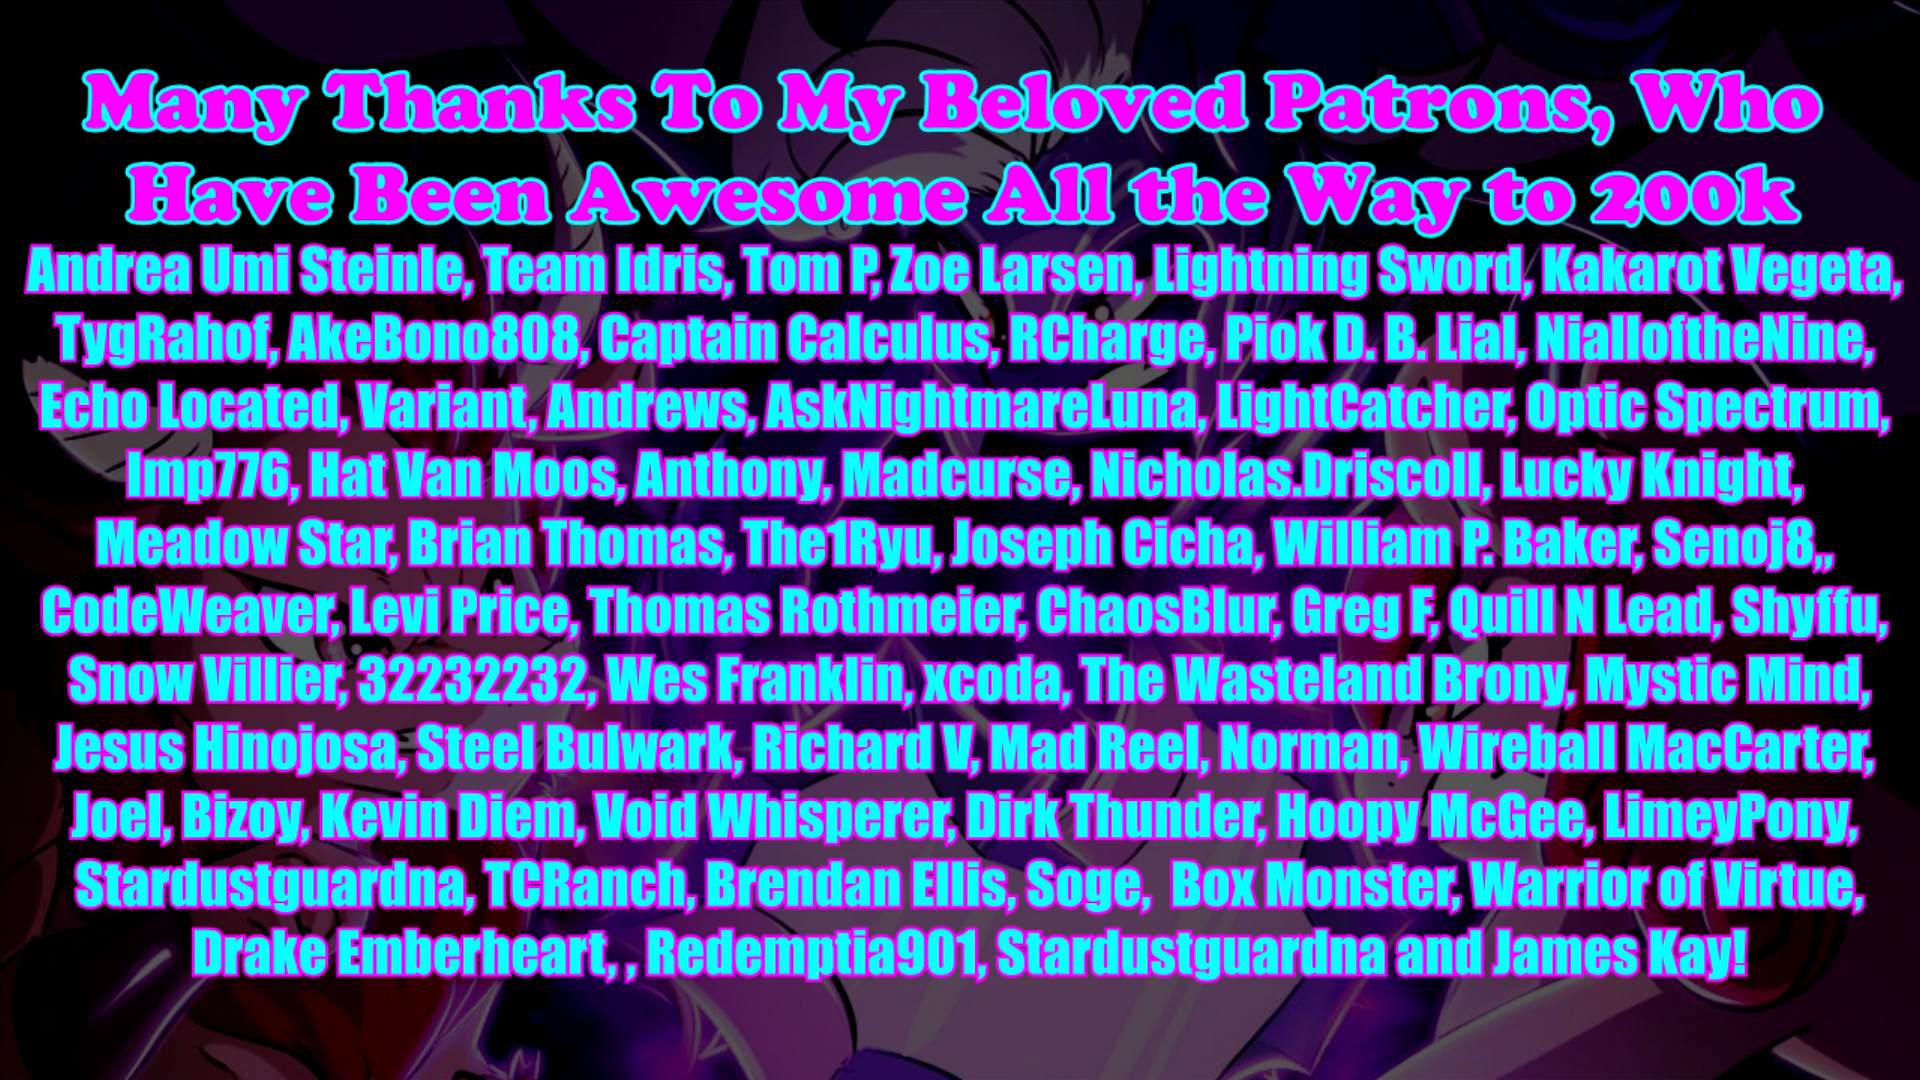 Many Thanks To My Beloved Patrons, Who
Have Been Awesome All the Way to 200k
Andrea Umi Steinle, Team Idris, Tom P, Zoe Larsen, Lightning Sword, Kakarot Vegeta,
TygRahof, AkeBono808, Captain Calculus, RCharge, Piok D. B. Lial, NialloftheNine,
Echo Located, Variant, Andrews, AskNightmareLuna, LightCatcher, Optic Spectrum,
Imp776, Hat Van Moos, Anthony, Madcurse, Nicholas.Driscoll, Lucky Knight,
Meadow Star, Brian Thomas, The1Ryu, Joseph Cicha, William P. Baker, Senoj8,,
CodeWeaver, Levi Price, Thomas Rothmeier, ChaosBlur, Greg F, Quill N Lead, Shyffu,
Snow Villier, 32232232, Wes Franklin, xcoda, The Wasteland Brony, Mystic Mind,
Jesus Hinojosa, Steel Bulwark, Richard V, Mad Reel, Norman, Wireball MacCarter,
Joel, Bizoy, Kevin Diem, Void Whisperer, Dirk Thunder, Hoopy McGee, LimeyPony,
Stardustguardna, TCRanch, Brendan Ellis, Soge,  Box Monster, Warrior of Virtue,
Drake Emberheart, , Redemptia901, Stardustguardna and James Kay!